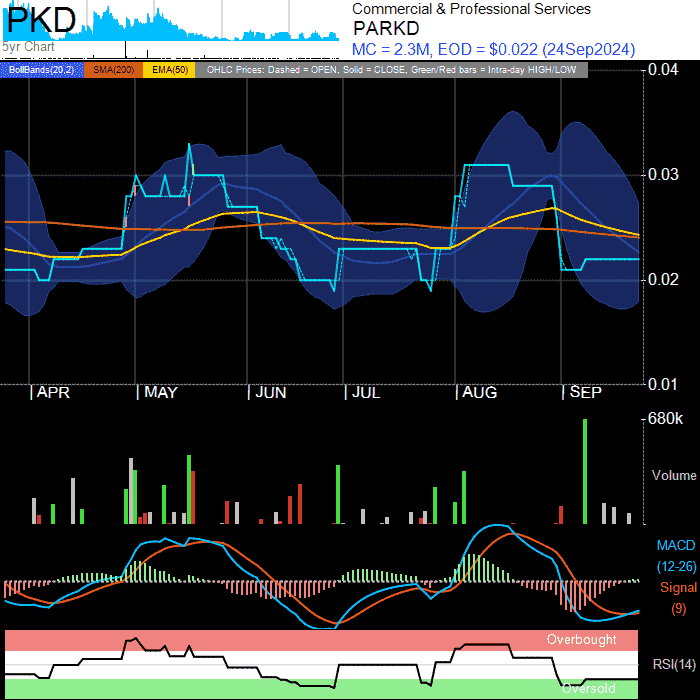 PKD
5yr Chart
Commercial & Professional Services
PARKD
MC = 2.3M, EOD = $0.022 (24Sep2024)
BollBands(20,2) SMA(200) EMA(50) OHLC Prices: Dashed = OPEN, Solid = CLOSE, Green/Red bars = Intra-day HIGH/LOW
0.04
0.03
0.02
0.01
APR MAY JUN JUL AUG SEP
680k
Volume
MACD
(12-26)
Signal
(9)
Overbought
RSI(14)
Oversold